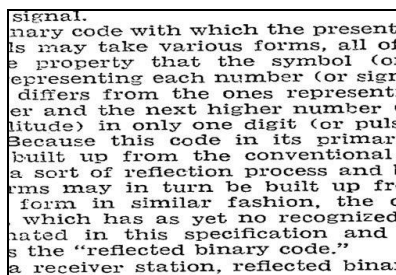 signal.
nary code with which the present
ls may take various forms, all of
e property that the symbol (or
epresenting each number (or sign
differs from the ones represent
er and the next higher number
litude) in only one digit (or puls
Because this code in its primar
built up from the conventional
a sort of reflection process and
rms may in turn be built up fr
form in similar fashion, the c
which has as yet no recognized
nated in this specification and
s the "reflected binary code."
a receiver station, reflected binar